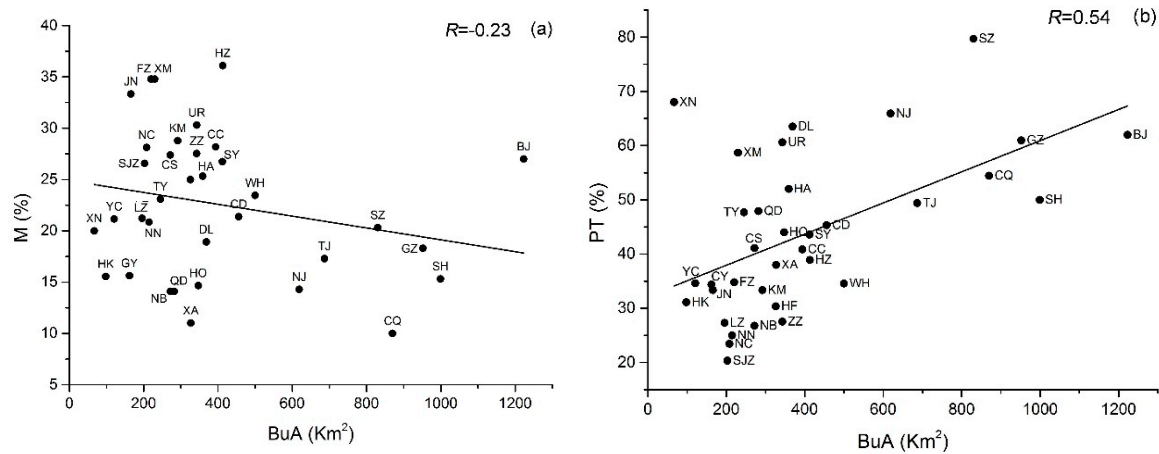 R=-0.23 (a)
40
35
30
25
20
15
10
5
M (%)
HZ
FZ XM
JN
UR
KM
NC
ZZ CC
SJZ
CS
SY
HA
TY
WH
YC
LZ
CD
XN
NN
SZ
DL
GZ
TJ
HK GY
SH
HO
NJ
NB QD
XA
CQ
BJ
0 200 400 600 800 1000 1200
BuA (Km²)
R=0.54 (b)
80
70
60
50
40
30
20
PT (%)
SZ
XN
NJ
DL
BJ
UR
GZ
XM
CQ
HA
SH
TJ
TY QD
CD
HO SY
CS
CC
HZ
XA
YC CY FZ
WH
JN KM
HK
HF
LZ NB ZZ
NN
NC
SJZ
0 200 400 600 800 1000 1200
BuA (Km²)